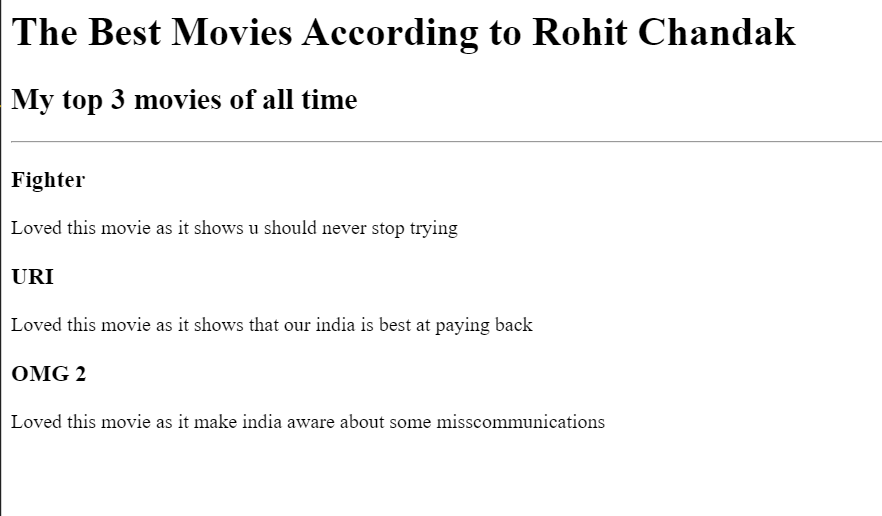 The Best Movies According to Rohit Chandak
My top 3 movies of all time
Fighter
Loved this movie as it shows u should never stop trying
URI
Loved this movie as it shows that our india is best at paying back
OMG 2
Loved this movie as it make india aware about some misscommunications